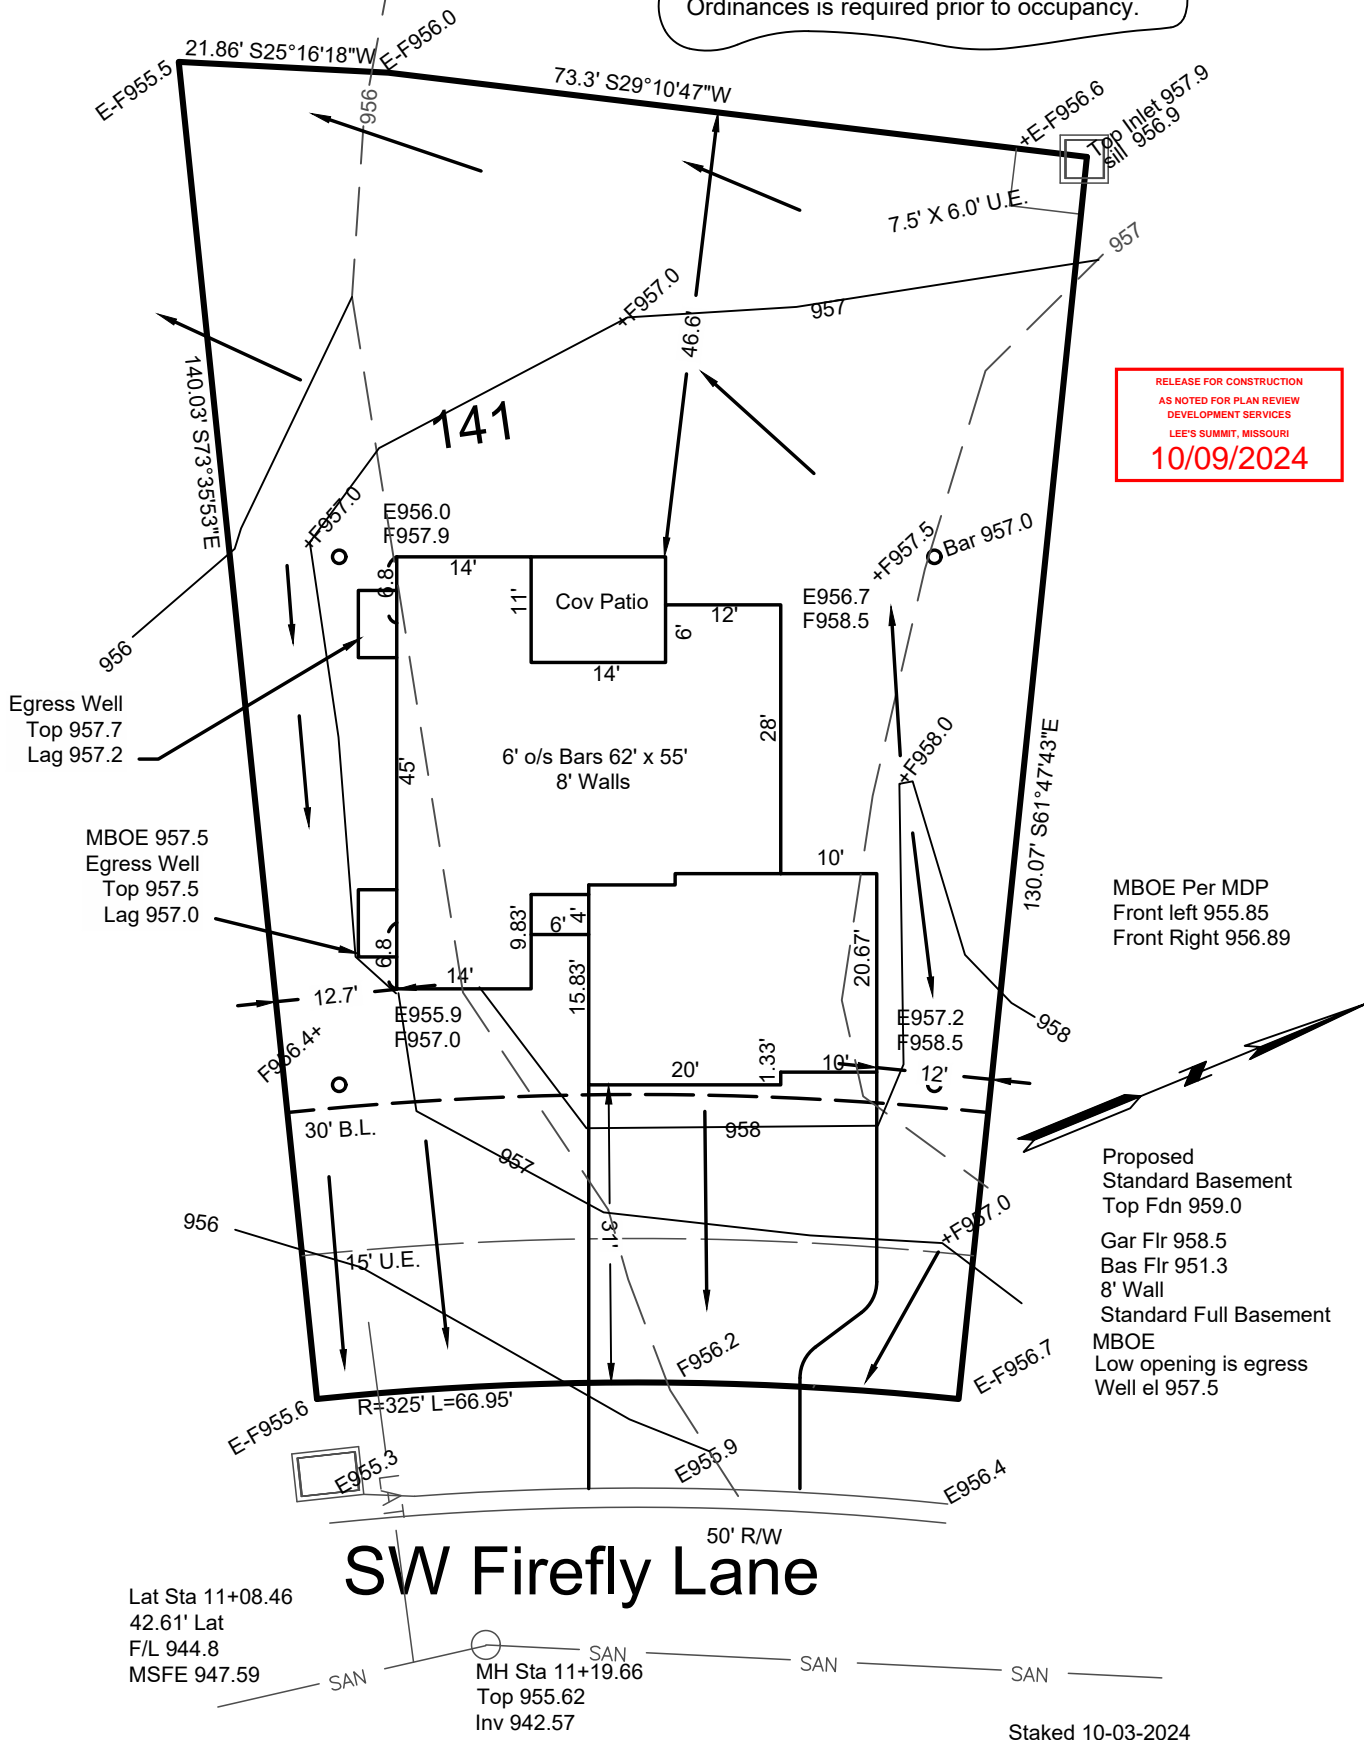 Ordinances is required prior to occupancy.
21.86' S25°16'18"W
E-F956.0
E-F955.5
956
73.3' S29°10'47"W
+E-F956.6
Top Inlet 957.9
sill 956.9
7.5' X 6.0' U.E.
957
+F957.0
957
46.6'
140.03' S73°35'53"E
141
RELEASE FOR CONSTRUCTION
AS NOTED FOR PLAN REVIEW
DEVELOPMENT SERVICES
LEE'S SUMMIT, MISSOURI
10/09/2024
+F957.0
E956.0
F957.9
+F957.5
Bar 957.0
14'
6.8
11'
Cov Patio
12'
6'
14'
E956.7
F958.5
956
Egress Well
Top 957.7
Lag 957.2
45'
6' o/s Bars 62' x 55'
8' Walls
28'
+F958.0
130.07' S61°47'43"E
MBOE 957.5
Egress Well
Top 957.5
Lag 957.0
10'
MBOE Per MDP
Front left 955.85
Front Right 956.89
9.83'
6'
4'
6.8
14'
15.83'
20.67'
12.7'
E955.9
F957.0
E957.2
F958.5
958
F956.4+
20'
1.33'
10'
12'
30' B.L.
958
957
Proposed
Standard Basement
Top Fdn 959.0
Gar Flr 958.5
Bas Flr 951.3
8' Wall
Standard Full Basement
MBOE
Low opening is egress
Well el 957.5
956
15' U.E.
31'
+F957.0
F956.2
E-F956.7
E-F955.6
R=325' L=66.95'
E955.3
E955.9
E956.4
50' R/W
SW Firefly Lane
Lat Sta 11+08.46
42.61' Lat
F/L 944.8
MSFE 947.59
SAN
SAN
SAN
SAN
MH Sta 11+19.66
Top 955.62
Inv 942.57
Staked 10-03-2024